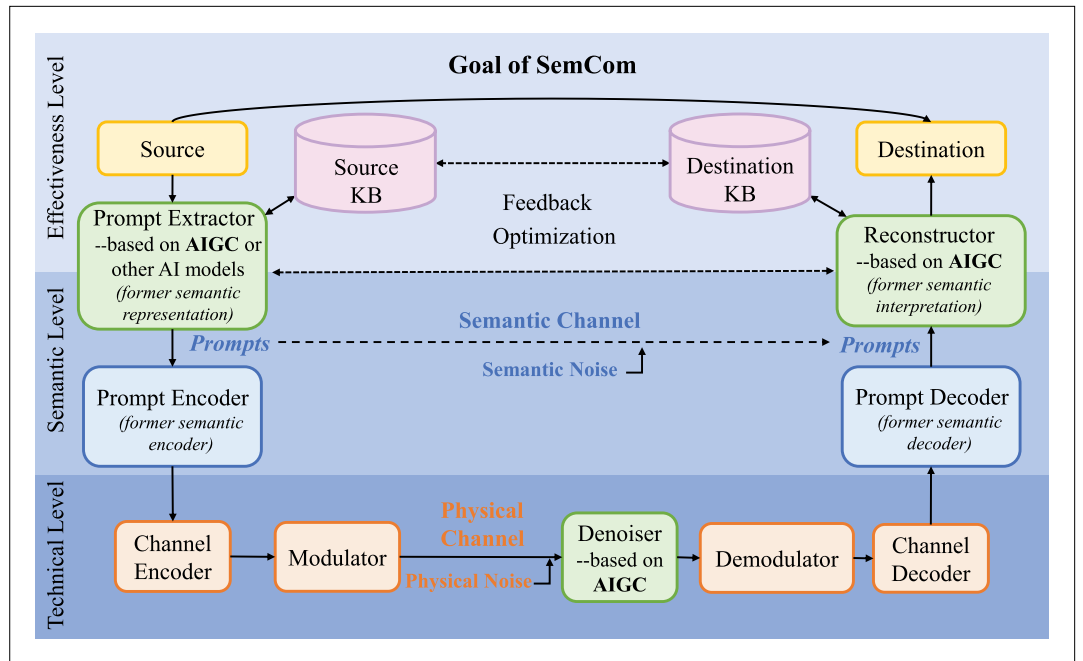 Effectiveness Level
Goal of SemCom
Source
Source
KB
Destination
KB
Destination
Prompt Extractor
--based on AIGC or
other AI models
(former semantic
representation)
Feedback
Optimization
Reconstructor
--based on AIGC
(former semantic
interpretation)
Semantic Level
Prompts
Semantic Channel
Semantic Noise
Prompts
Prompt Encoder
(former semantic
encoder)
Prompt Decoder
(former semantic
decoder)
Technical Level
Channel
Encoder
Modulator
Physical
Channel
Physical Noise
Denoiser
--based on
AIGC
Demodulator
Channel
Decoder